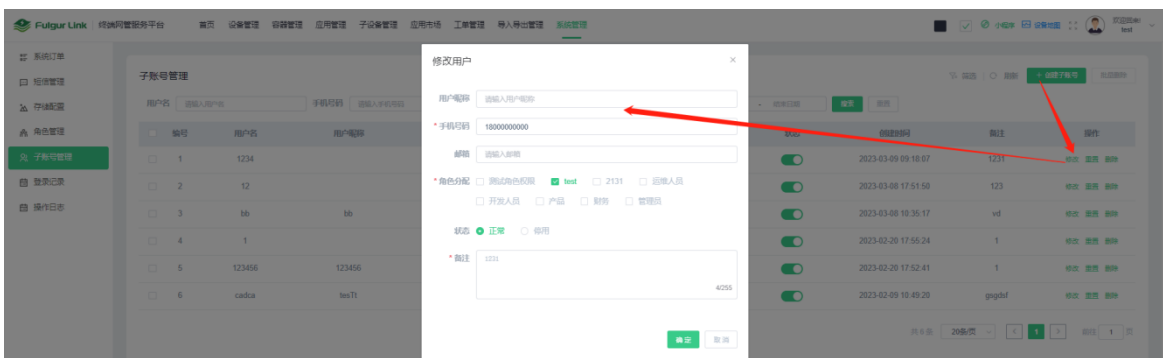 Fulgur Link 终端网管服务平台 首页 设备管理 容器管理 应用管理 子设备管理 应用市场 工单管理 导入导出管理 系统管理 小程序 设备地图 欢迎回来! test
系统订单
短信管理
存储配置
角色管理
子账号管理
登录记录
操作日志
子账号管理 筛选 刷新 + 创建子账号 批量删除
用户名 请输入用户名 手机号码 请输入手机号码 - 结束日期 搜索 重置
编号 用户名 用户昵称 状态 创建时间 备注 操作
1 1234 2023-03-09 09:18:07 1231 修改 重置 删除
2 12 2023-03-08 17:51:50 123 修改 重置 删除
3 bb bb 2023-03-08 10:35:17 vd 修改 重置 删除
4 1 2023-02-20 17:55:24 1 修改 重置 删除
5 123456 123456 2023-02-20 17:52:41 1 修改 重置 删除
6 cadca tesTt 2023-02-09 10:49:20 gsgdsf 修改 重置 删除
共 6 条 20条/页 1 前往 1 页
修改用户 ×
用户昵称 请输入用户昵称
* 手机号码 18000000000
邮箱 请输入邮箱
* 角色分配 测试角色权限 test 2131 运维人员
开发人员 产品 财务 管理员
状态 正常 停用
* 备注 1231
4/255
确定 取消